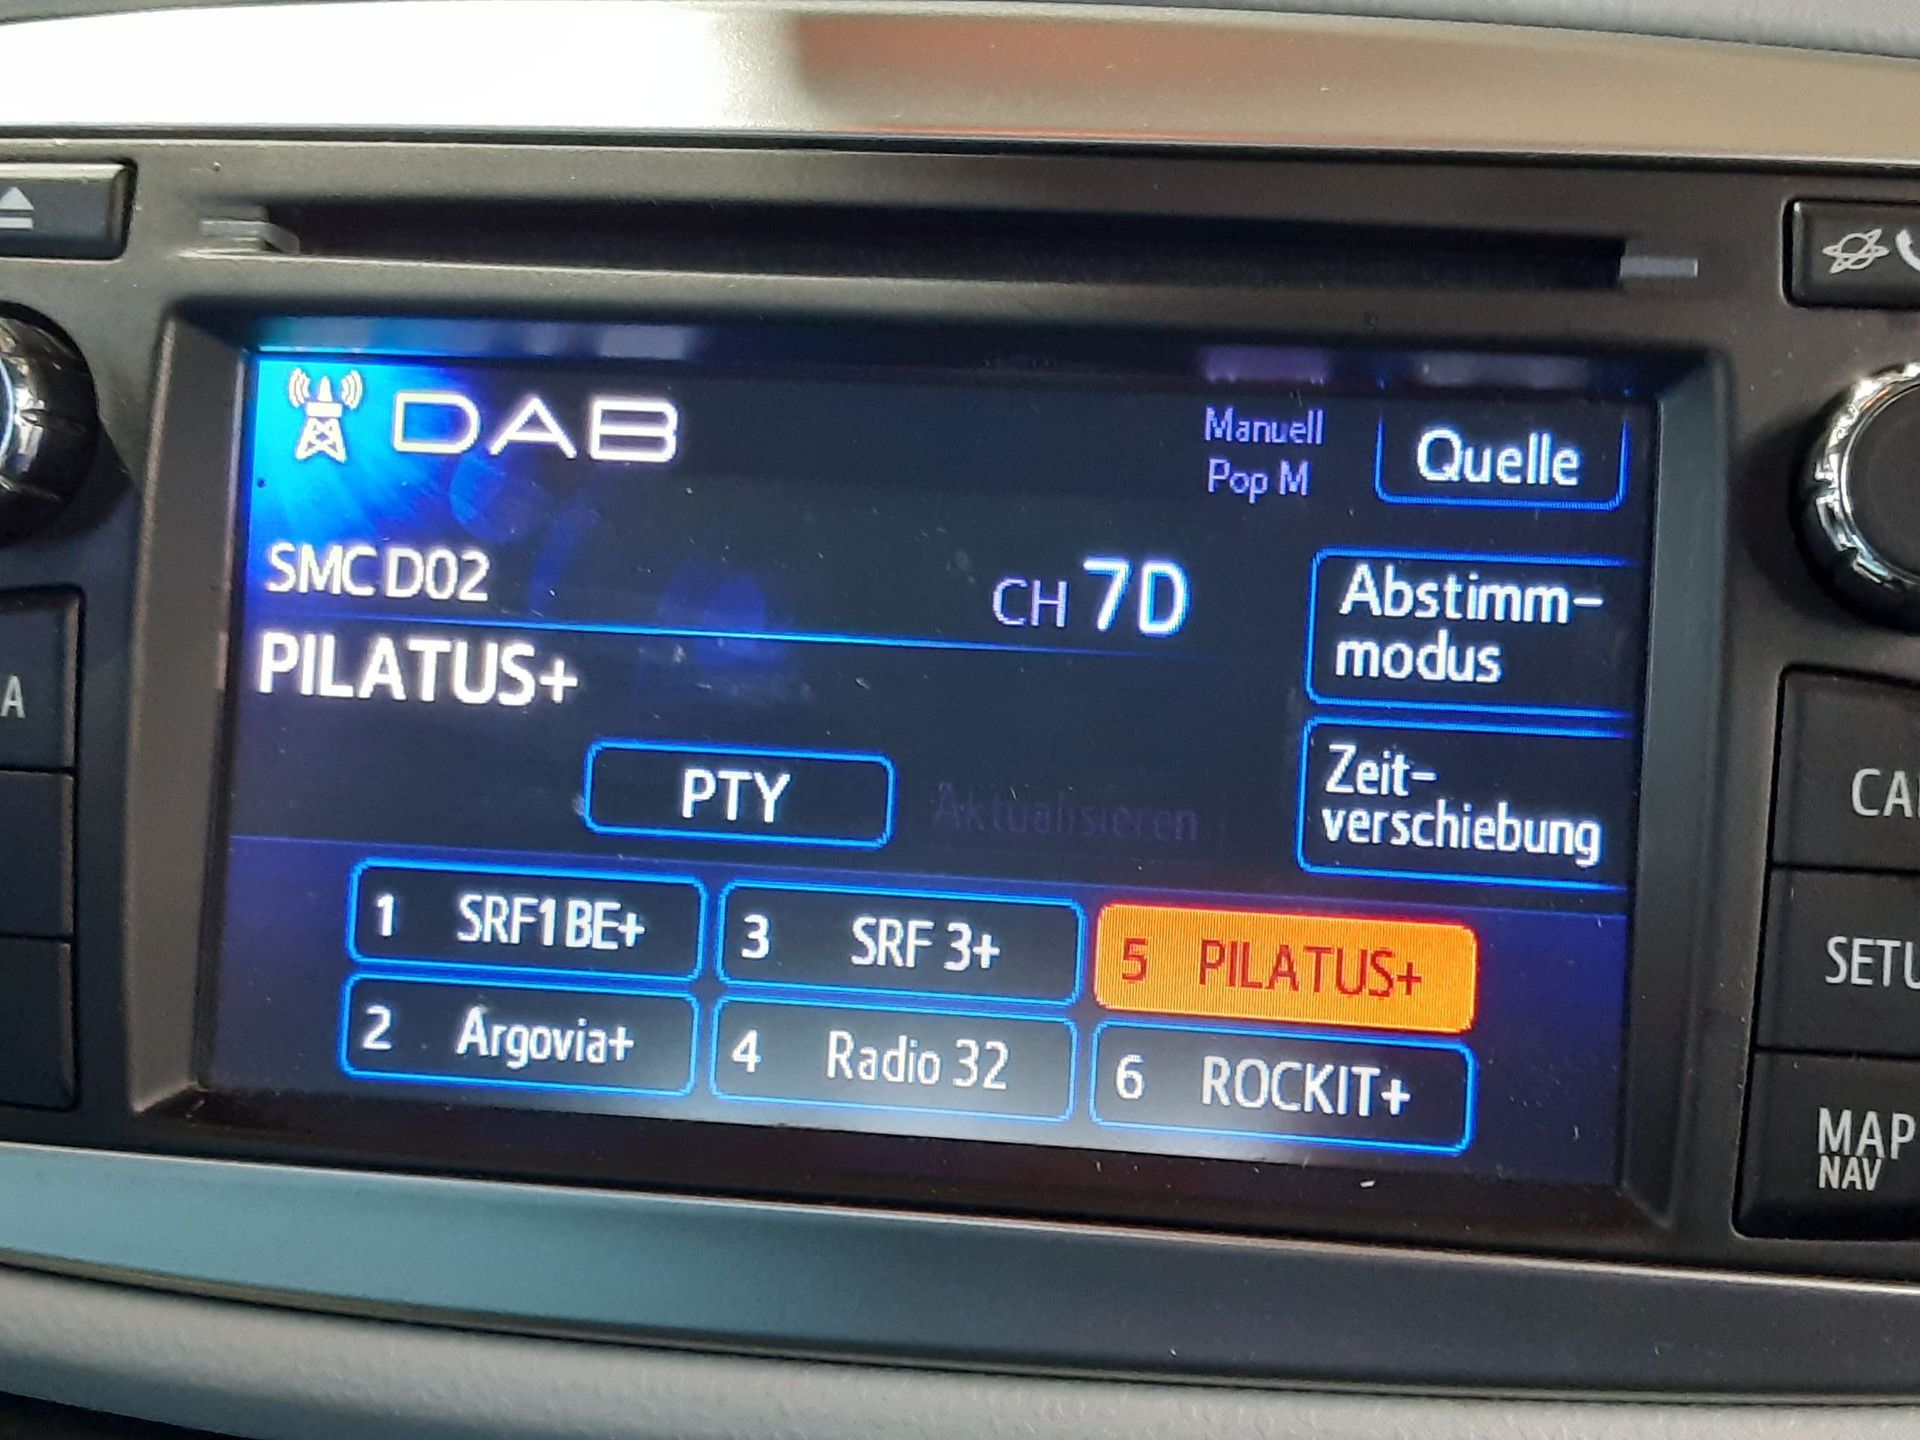 DAB
Manuell
Pop M
Quelle
SMC D02
CH 7D
Abstimm-
modus
PILATUS+
Zeit-
verschiebung
PTY
Aktualisieren
1 SRF1 BE+
3 SRF 3+
5 PILATUS+
2 Argovia+
4 Radio 32
6 ROCKIT+
A
SETU
MAP
NAV